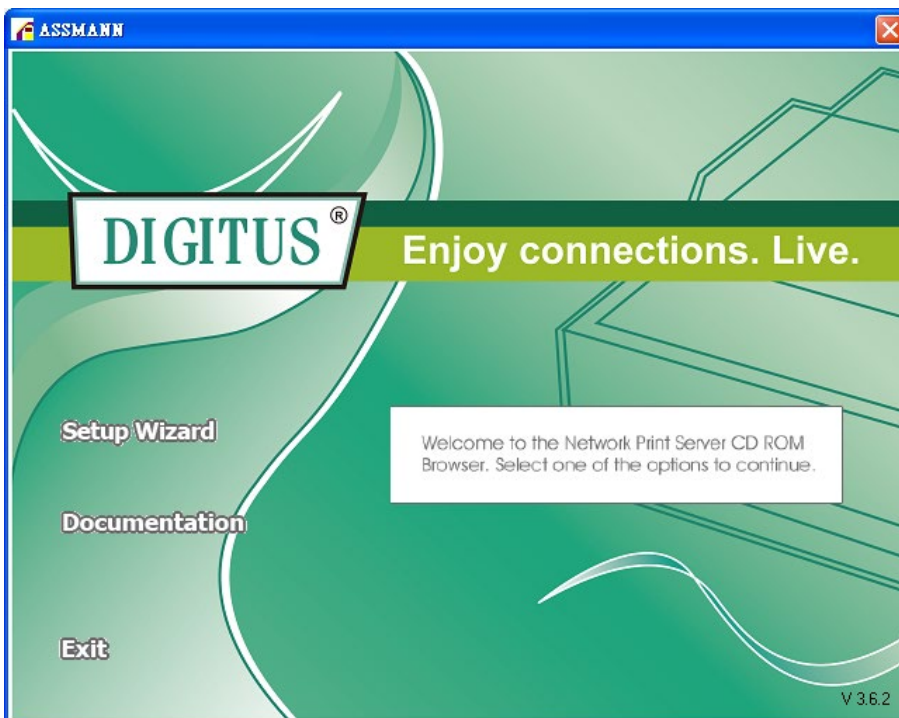 ASSMANN
DIGITUS®
Enjoy connections. Live.
Setup Wizard
Welcome to the Network Print Server CD ROM
Browser. Select one of the options to continue.
Documentation
Exit
V 3.6.2